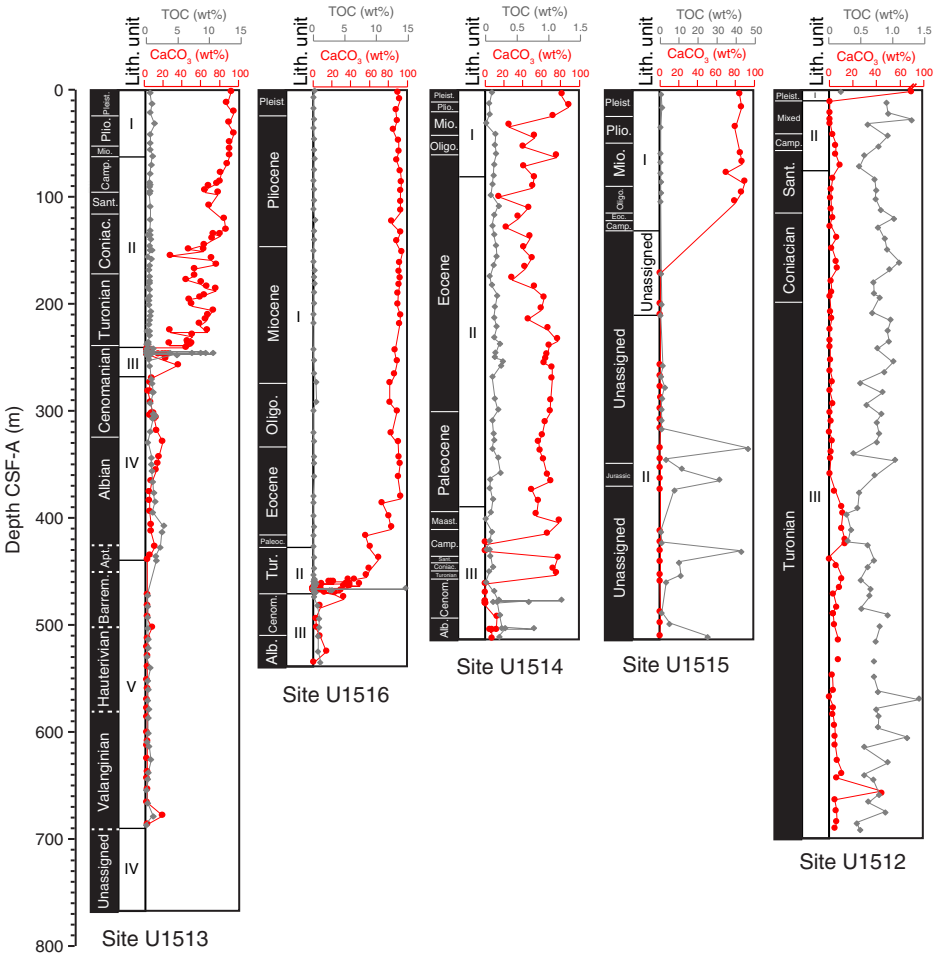 TOC (wt%)
0 5 10 15
CaCO3 (wt%)
0 20 40 60 80 100
Lith. unit
TOC (wt%)
0 5 10 15
CaCO3 (wt%)
0 20 40 60 80 100
Lith. unit
TOC (wt%)
0 0.5 1.0 1.5
CaCO3 (wt%)
0 20 40 60 80 100
Lith. unit
TOC (wt%)
0 10 20 30 40 50
CaCO3 (wt%)
0 20 40 60 80 100
Lith. unit
TOC (wt%)
0 0.5 1.0 1.5
CaCO3 (wt%)
0 20 40 60 100
Lith. unit
Depth CSF-A (m)
0
100
200
300
400
500
600
700
800
Pleist.
Plio.
Mio.
Camp.
Sant.
Coniac.
Turonian
Cenomanian
Albian
Apt.
Barrem.
Hauterivian
Valanginian
Unassigned
I
II
III
IV
V
IV
Site U1513
Pleist
Pliocene
Miocene
Oligo.
Eocene
Paleoc.
Tur.
Cenom.
Alb.
I
II
III
Site U1516
Pleist.
Plio.
Mio.
Oligo.
Eocene
Paleocene
Maast.
Camp.
Sant.
Coniac.
Turonian
Cenom.
Alb.
I
II
III
Site U1514
Pleist
Plio.
Mio.
Oligo.
Eoc.
Camp.
Unassigned
Jurassic
Unassigned
I
Unassigned
II
Site U1515
Pleist.
Mixed
Camp.
Sant.
Coniacian
Turonian
I
II
III
Site U1512